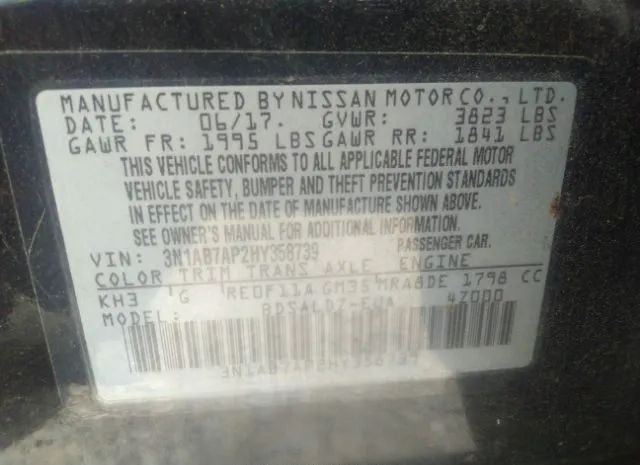 MANUFACTURED BY NISSAN MOTOR CO., LTD.
DATE: 06/17. GVWR: 3823 LBS
GAWR FR: 1995 LBS GAWR RR: 1841 LBS
THIS VEHICLE CONFORMS TO ALL APPLICABLE FEDERAL MOTOR
VEHICLE SAFETY, BUMPER AND THEFT PREVENTION STANDARDS
IN EFFECT ON THE DATE OF MANUFACTURE SHOWN ABOVE.
SEE OWNER'S MANUAL FOR ADDITIONAL INFORMATION.
VIN: 3N1AB7AP2HY358739 PASSENGER CAR.
COLOR TRIM TRANS AXLE ENGINE
KH3 G RE0F11A GM35 MRA8DE 1798 CC
MODEL: BDSALDZ-EUA 47000
3N1AB7AP2HY358739